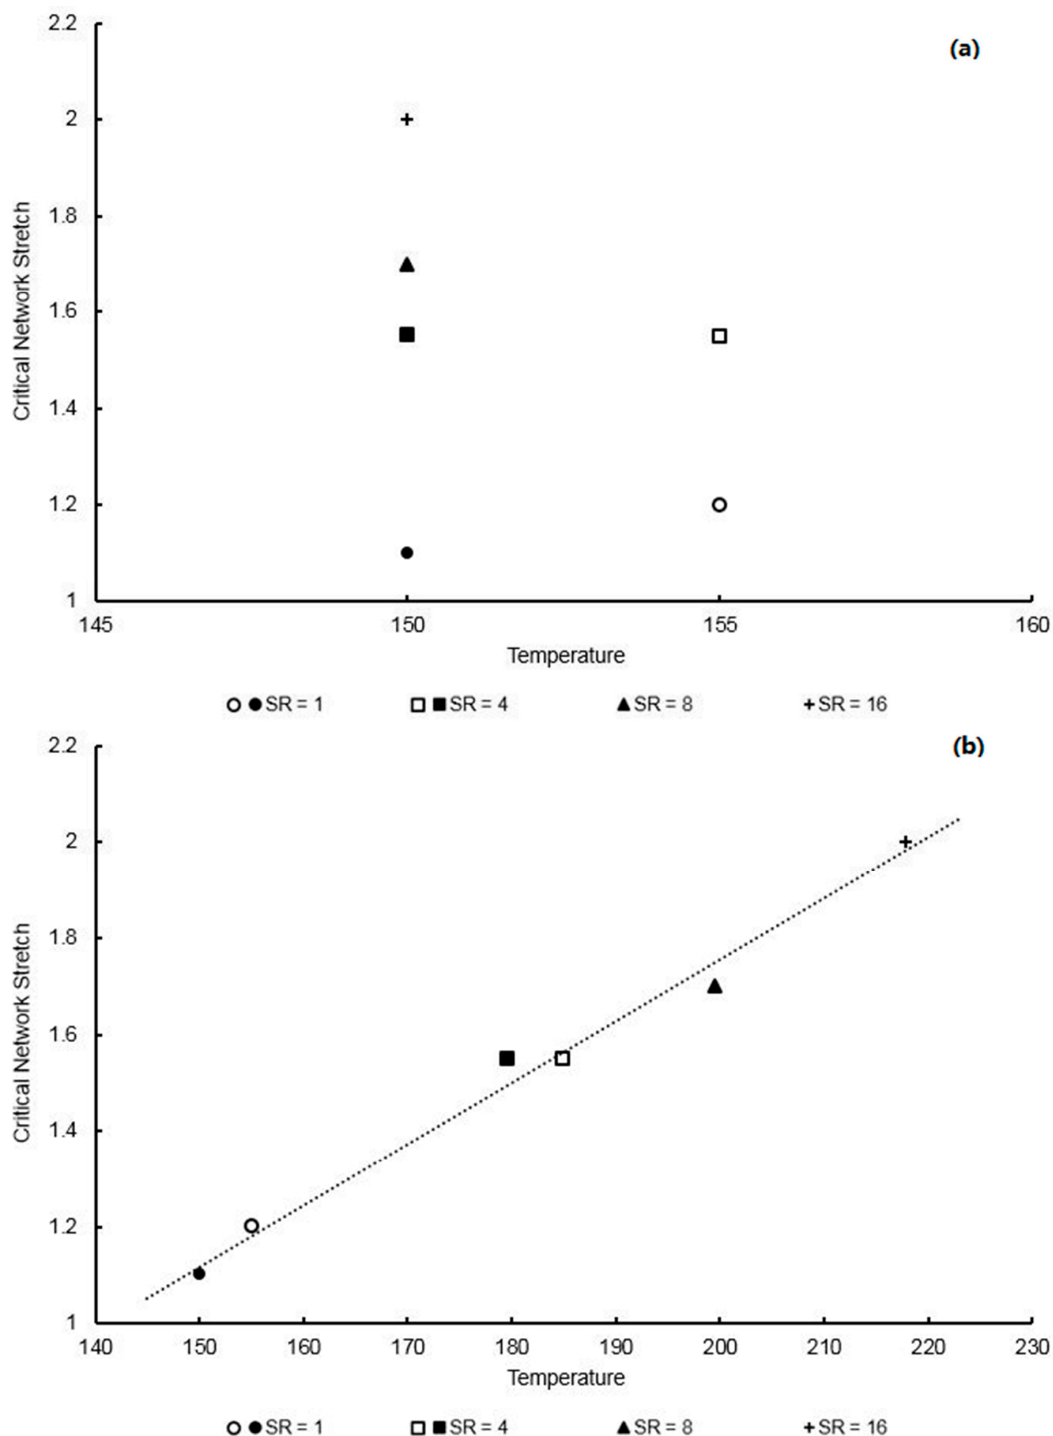 (a)
2.2
2
1.8
1.6
1.4
1.2
1
Critical Network Stretch
145 150 155 160
Temperature
SR = 1 SR = 4 SR = 8 SR = 16
(b)
2.2
2
1.8
1.6
1.4
1.2
1
Critical Network Stretch
140 150 160 170 180 190 200 210 220 230
Temperature
SR = 1 SR = 4 SR = 8 SR = 16